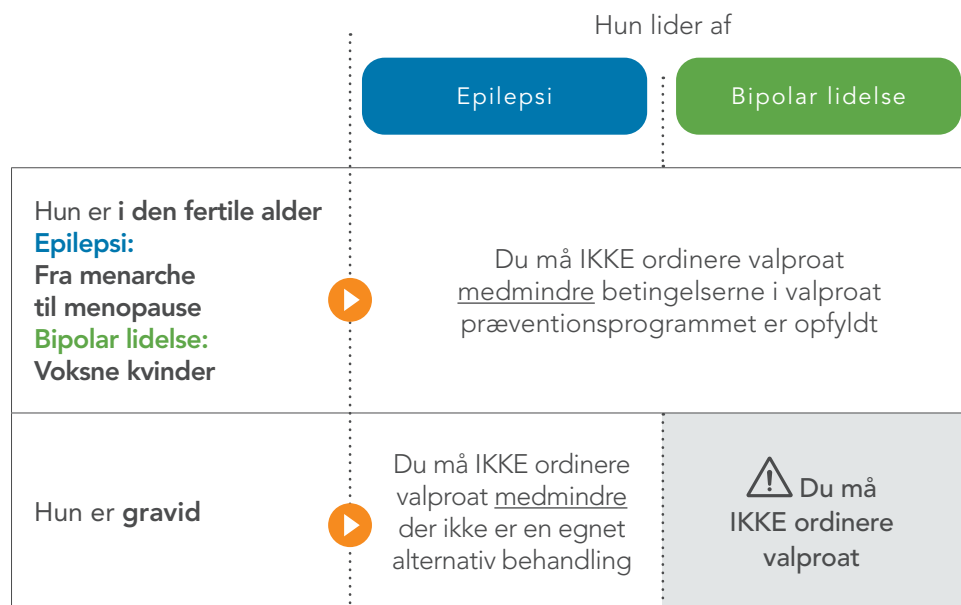 Hun lider af
Epilepsi
Bipolar lidelse
Hun er i den fertile alder
Epilepsi:
Fra menarche
til menopause
Bipolar lidelse:
Voksne kvinder
Du må IKKE ordinere valproat
medmindre betingelserne i valproat
præventionsprogrammet er opfyldt
Hun er gravid
Du må IKKE ordinere
valproat medmindre
der ikke er en egnet
alternativ behandling
Du må
IKKE ordinere
valproat